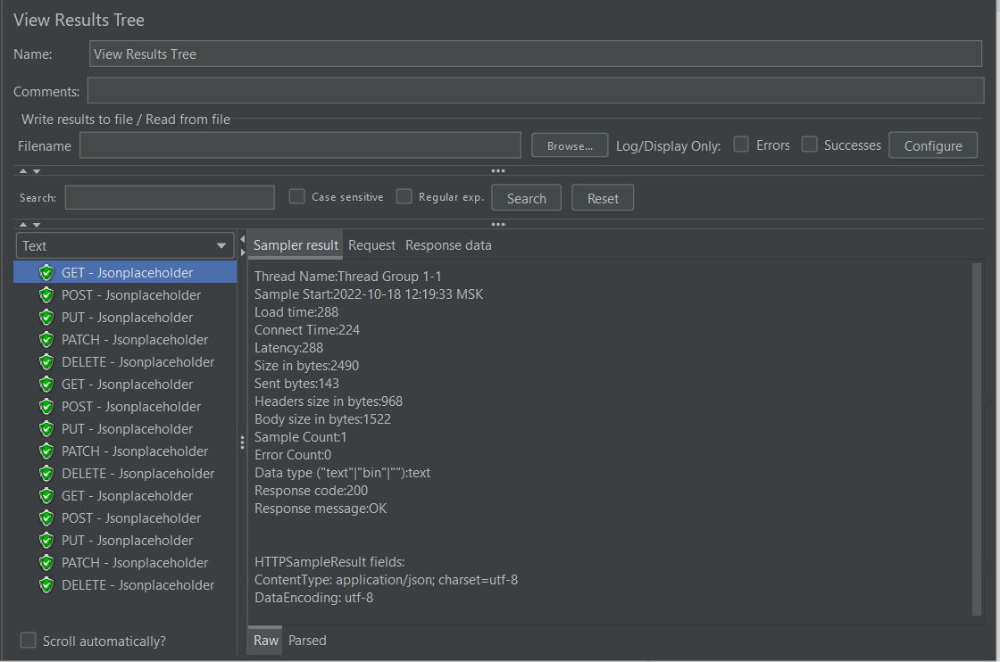 View Results Tree
Name: View Results Tree
Comments:
Write results to file / Read from file
Filename Browse... Log/Display Only: Errors Successes Configure
Search: Case sensitive Regular exp. Search Reset
Text
GET - Jsonplaceholder
POST - Jsonplaceholder
PUT - Jsonplaceholder
PATCH - Jsonplaceholder
DELETE - Jsonplaceholder
GET - Jsonplaceholder
POST - Jsonplaceholder
PUT - Jsonplaceholder
PATCH - Jsonplaceholder
DELETE - Jsonplaceholder
GET - Jsonplaceholder
POST - Jsonplaceholder
PUT - Jsonplaceholder
PATCH - Jsonplaceholder
DELETE - Jsonplaceholder
Scroll automatically?
Sampler result Request Response data
Thread Name:Thread Group 1-1
Sample Start:2022-10-18 12:19:33 MSK
Load time:288
Connect Time:224
Latency:288
Size in bytes:2490
Sent bytes:143
Headers size in bytes:968
Body size in bytes:1522
Sample Count:1
Error Count:0
Data type ("text"|"bin"|""):text
Response code:200
Response message:OK
HTTPSampleResult fields:
ContentType: application/json; charset=utf-8
DataEncoding: utf-8
Raw Parsed